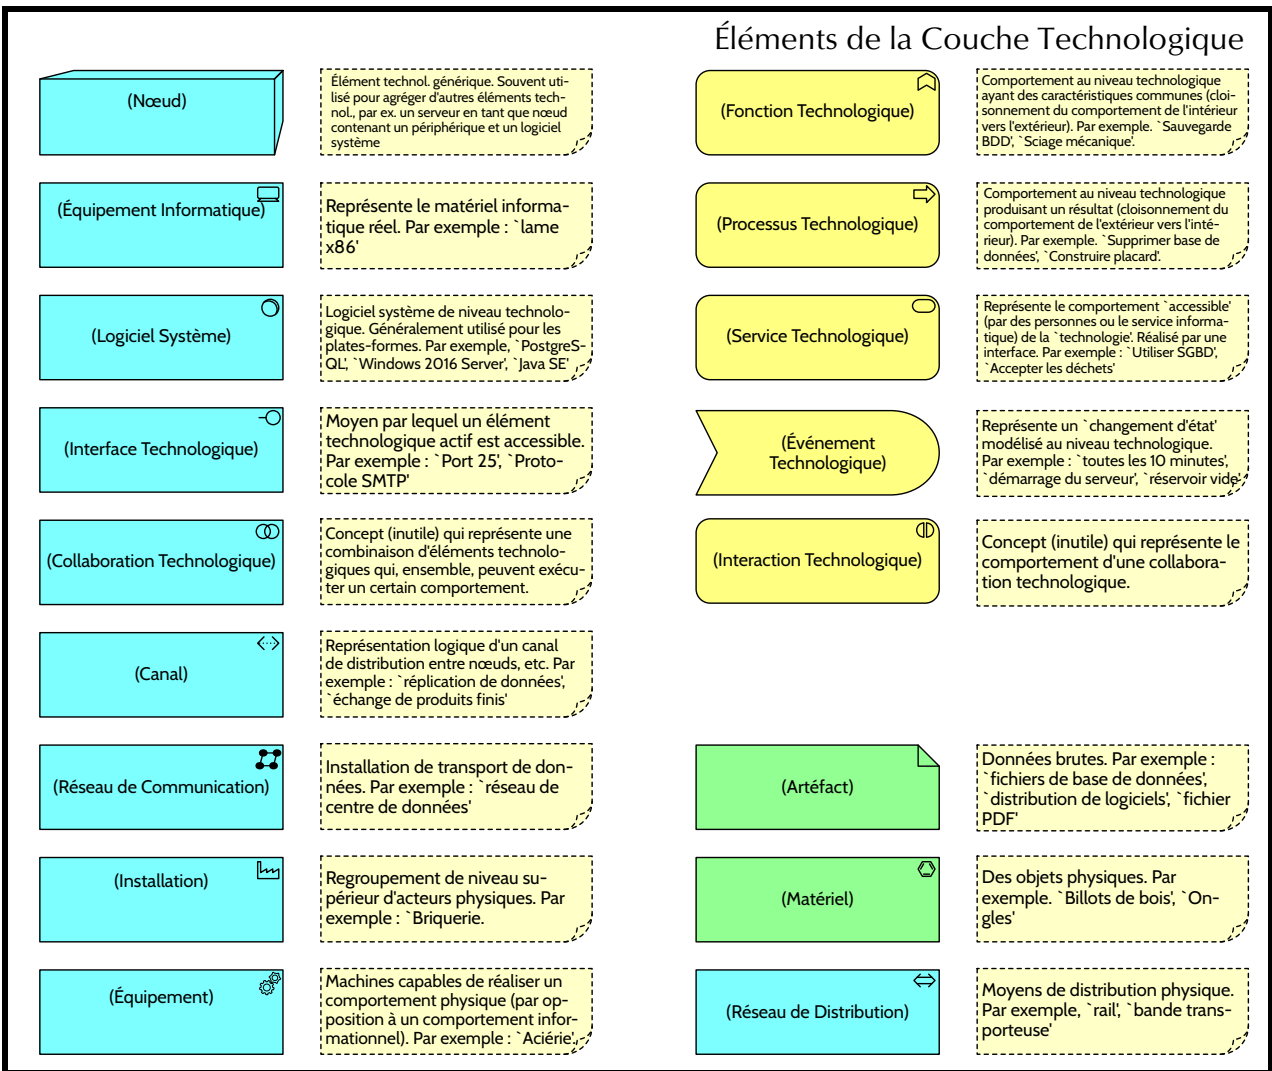 Éléments de la Couche Technologique
(Nœud)
Élément technol. générique. Souvent uti-
lisé pour agréger d'autres éléments tech-
nol., par ex. un serveur en tant que nœud
contenant un périphérique et un logiciel
système
(Fonction Technologique)
Comportement au niveau technologique
ayant des caractéristiques communes (cloi-
sonnement du comportement de l'intérieur
vers l'extérieur). Par exemple. `Sauvegarde
BDD', `Sciage mécanique'.
(Équipement Informatique)
Représente le matériel informa-
tique réel. Par exemple : `lame
x86'
(Processus Technologique)
Comportement au niveau technologique
produisant un résultat (cloisonnement du
comportement de l'extérieur vers l'inté-
rieur). Par exemple. `Supprimer base de
données', `Construire placard'.
(Logiciel Système)
Logiciel système de niveau technolo-
gique. Généralement utilisé pour les
plates-formes. Par exemple, `PostgreS-
QL', `Windows 2016 Server', `Java SE'
(Service Technologique)
Représente le comportement `accessible'
(par des personnes ou le service informa-
tique) de la `technologie'. Réalisé par une
interface. Par exemple : `Utiliser SGBD',
`Accepter les déchets'
(Interface Technologique)
Moyen par lequel un élément
technologique actif est accessible.
Par exemple : `Port 25', `Proto-
cole SMTP'
(Événement
Technologique)
Représente un `changement d'état'
modélisé au niveau technologique.
Par exemple : `toutes les 10 minutes',
`démarrage du serveur', `réservoir vide'
(Collaboration Technologique)
Concept (inutile) qui représente une
combinaison d'éléments technolo-
giques qui, ensemble, peuvent exécu-
ter un certain comportement.
(Interaction Technologique)
Concept (inutile) qui représente le
comportement d'une collabora-
tion technologique.
(Canal)
Représentation logique d'un canal
de distribution entre nœuds, etc. Par
exemple : `réplication de données',
`échange de produits finis'
(Réseau de Communication)
Installation de transport de don-
nées. Par exemple : `réseau de
centre de données'
(Artéfact)
Données brutes. Par exemple :
`fichiers de base de données',
`distribution de logiciels', `fichier
PDF'
(Installation)
Regroupement de niveau su-
périeur d'acteurs physiques. Par
exemple : `Briquerie.
(Matériel)
Des objets physiques. Par
exemple. `Billots de bois', `On-
gles'
(Équipement)
Machines capables de réaliser un
comportement physique (par op-
position à un comportement infor-
mationnel). Par exemple : `Aciérie'.
(Réseau de Distribution)
Moyens de distribution physique.
Par exemple, `rail', `bande trans-
porteuse'